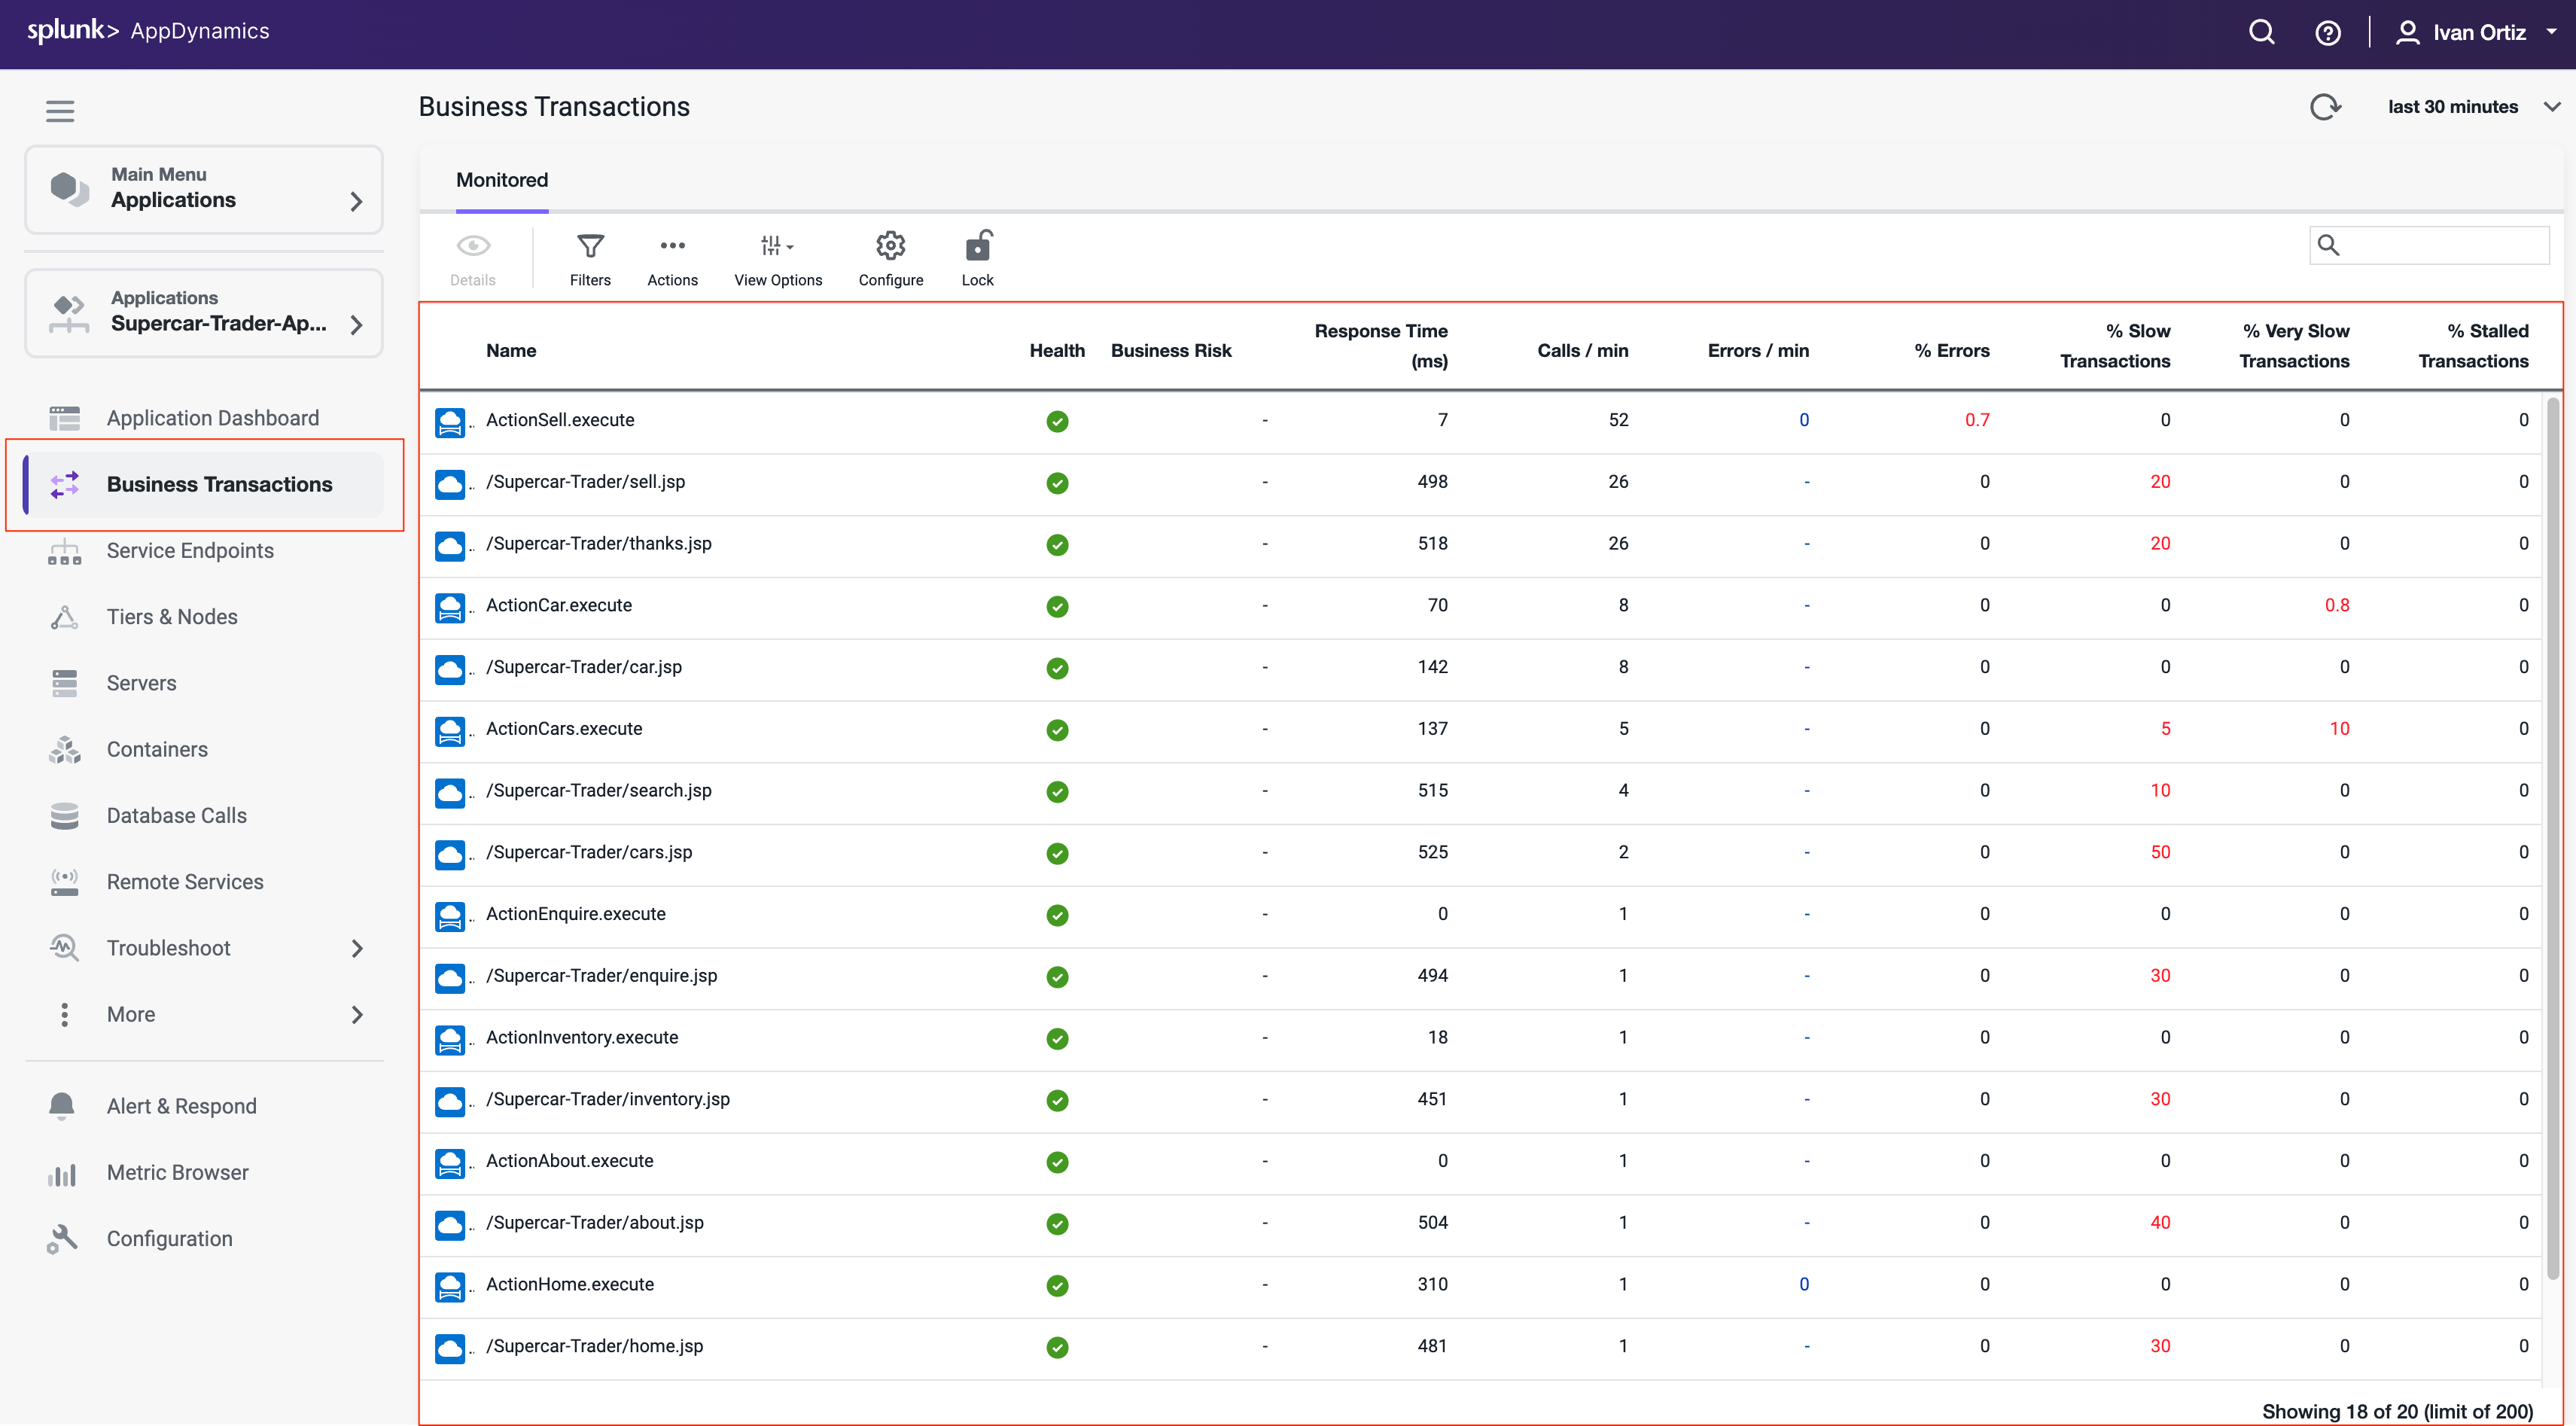 splunk> AppDynamics
Ivan Ortiz
Business Transactions
last 30 minutes
Main Menu
Applications
Applications
Supercar-Trader-Ap...
Application Dashboard
Business Transactions
Service Endpoints
Tiers & Nodes
Servers
Containers
Database Calls
Remote Services
Troubleshoot
More
Alert & Respond
Metric Browser
Configuration
Monitored
Details Filters Actions View Options Configure Lock
Name Health Business Risk Response Time (ms) Calls / min Errors / min % Errors % Slow Transactions % Very Slow Transactions % Stalled Transactions
ActionSell.execute - 7 52 0 0.7 0 0 0
/Supercar-Trader/sell.jsp - 498 26 - 0 20 0 0
/Supercar-Trader/thanks.jsp - 518 26 - 0 20 0 0
ActionCar.execute - 70 8 - 0 0 0.8 0
/Supercar-Trader/car.jsp - 142 8 - 0 0 0 0
ActionCars.execute - 137 5 - 0 5 10 0
/Supercar-Trader/search.jsp - 515 4 - 0 10 0 0
/Supercar-Trader/cars.jsp - 525 2 - 0 50 0 0
ActionEnquire.execute - 0 1 - 0 0 0 0
/Supercar-Trader/enquire.jsp - 494 1 - 0 30 0 0
ActionInventory.execute - 18 1 - 0 0 0 0
/Supercar-Trader/inventory.jsp - 451 1 - 0 30 0 0
ActionAbout.execute - 0 1 - 0 0 0 0
/Supercar-Trader/about.jsp - 504 1 - 0 40 0 0
ActionHome.execute - 310 1 0 0 0 0 0
/Supercar-Trader/home.jsp - 481 1 - 0 30 0 0
Showing 18 of 20 (limit of 200)